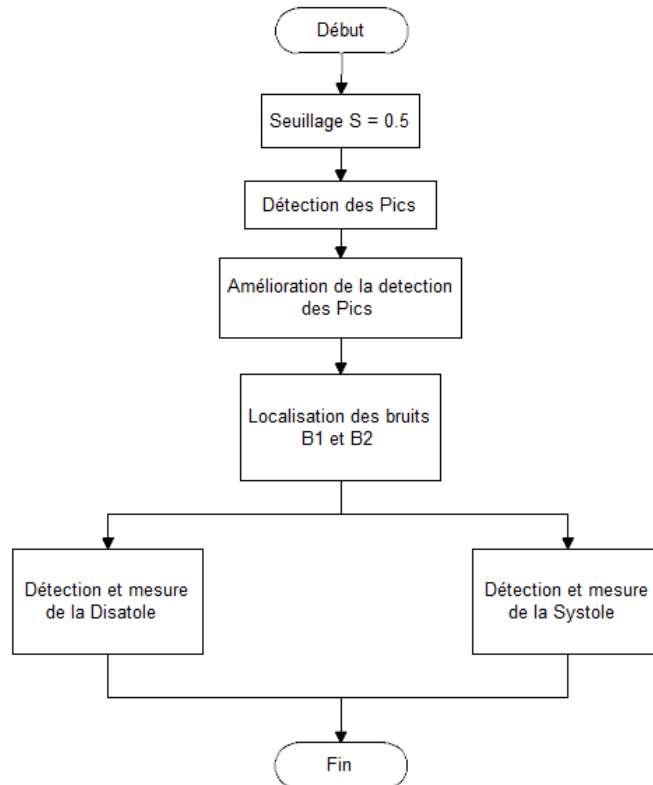 Début
Seuillage S = 0.5
Détection des Pics
Amélioration de la detection
des Pics
Localisation des bruits
B1 et B2
Détection et mesure
de la Disatole
Détection et mesure
de la Systole
Fin